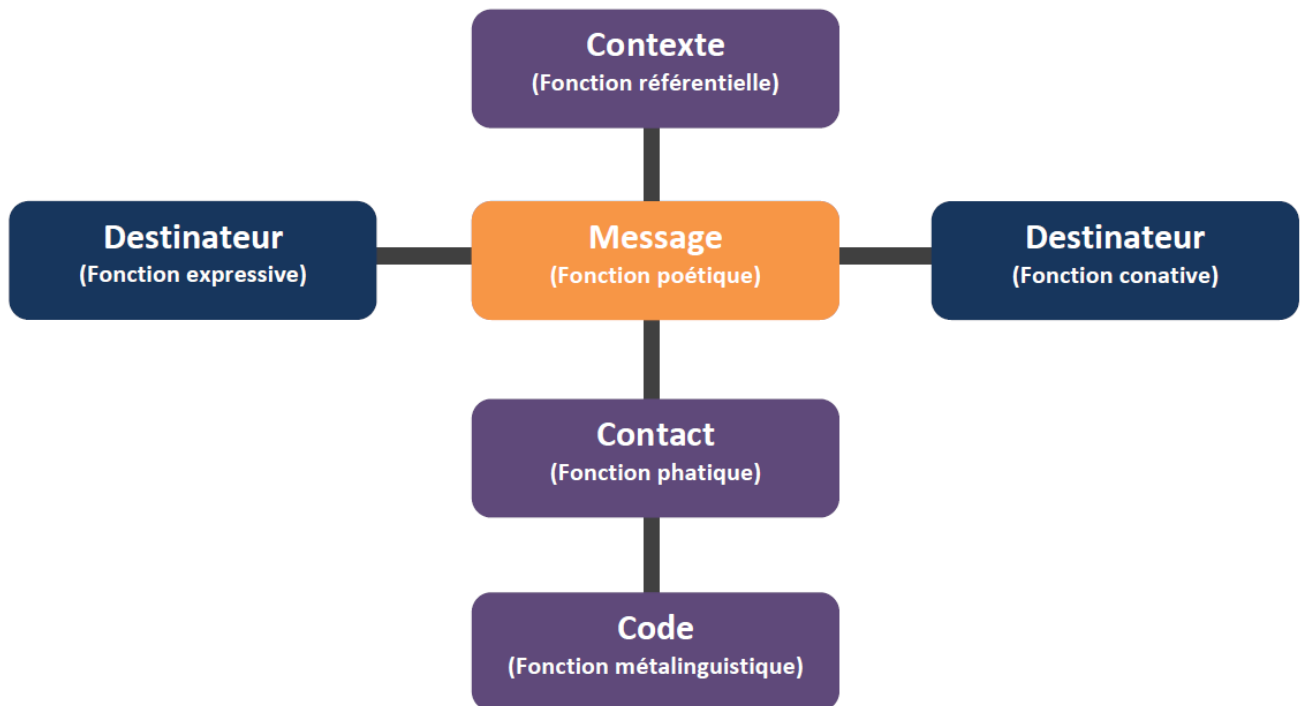 Contexte
(Fonction référentielle)
Destinateur
(Fonction expressive)
Message
(Fonction poétique)
Destinateur
(Fonction conative)
Contact
(Fonction phatique)
Code
(Fonction métalinguistique)